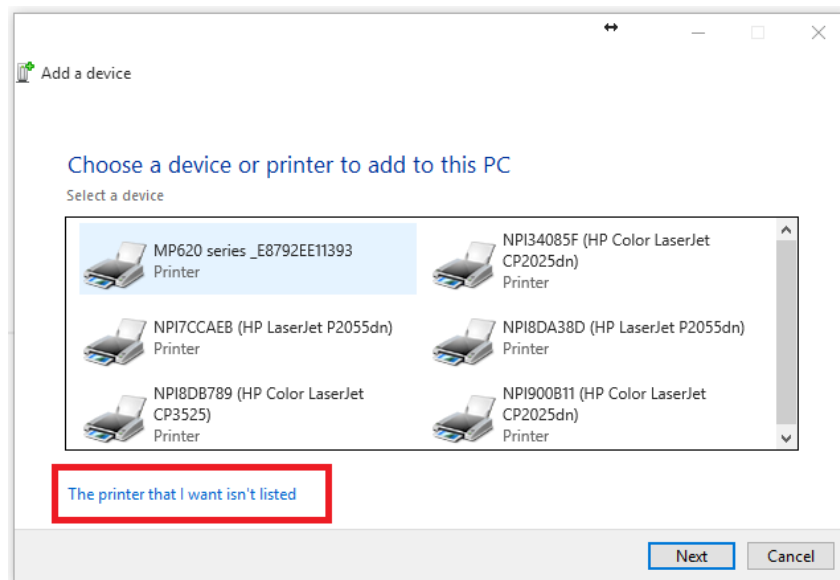 Add a device
Choose a device or printer to add to this PC
Select a device
MP620 series _E8792EE11393
Printer
NPI34085F (HP Color LaserJet
CP2025dn)
Printer
NPI7CCAEB (HP LaserJet P2055dn)
Printer
NPI8DA38D (HP LaserJet P2055dn)
Printer
NPI8DB789 (HP Color LaserJet
CP3525)
Printer
NPI900B11 (HP Color LaserJet
CP2025dn)
Printer
The printer that I want isn't listed
Next
Cancel